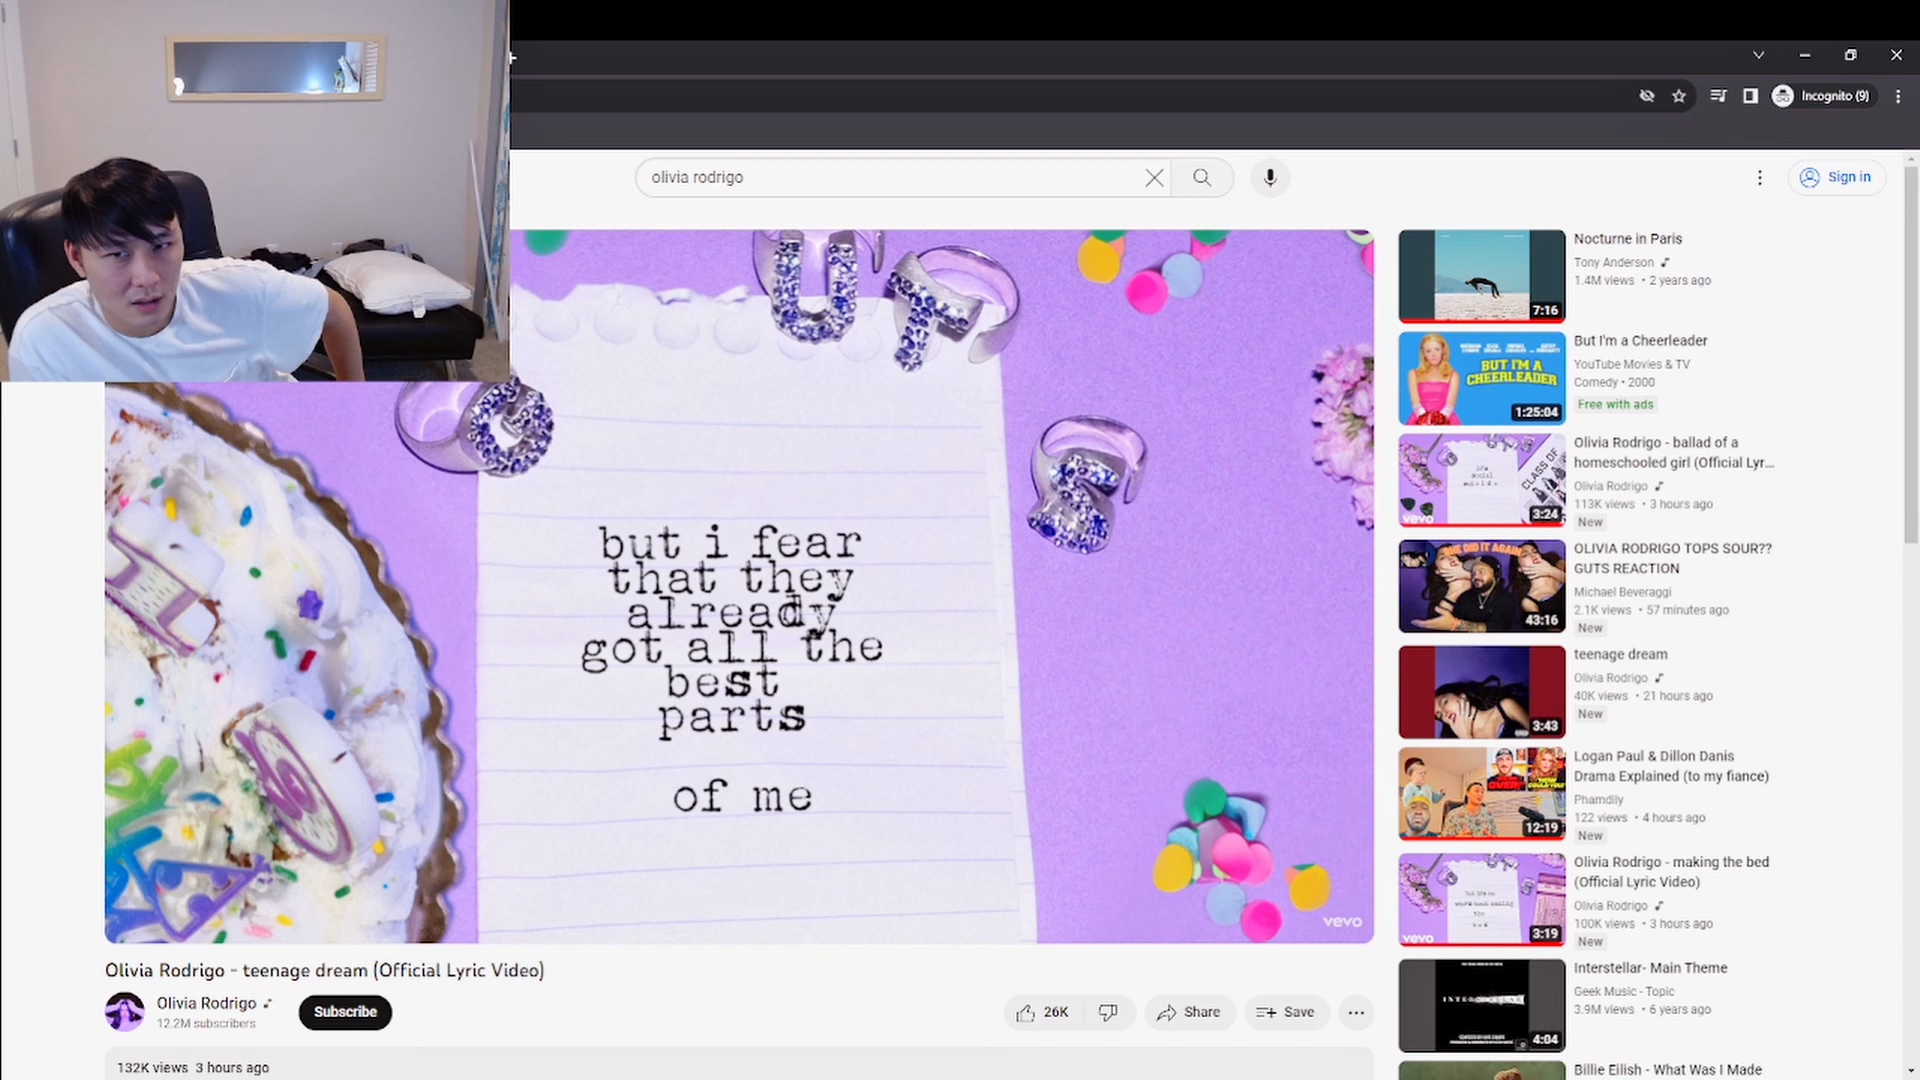 Incognito (9)
olivia rodrigo
Sign in
U T
G
S
but i fear
that they
already
got all the
best
parts
of me
vevo
Olivia Rodrigo - teenage dream (Official Lyric Video)
Olivia Rodrigo
12.2M subscribers
Subscribe
26K
Share
Save
132K views 3 hours ago
7:16
Nocturne in Paris
Tony Anderson
1.4M views • 2 years ago
BUT I'M A
CHEERLEADER
1:25:04
But I'm a Cheerleader
YouTube Movies & TV
Comedy • 2000
Free with ads
CLASS OF
vevo
3:24
Olivia Rodrigo - ballad of a
homeschooled girl (Official Lyr...
Olivia Rodrigo
113K views • 3 hours ago
New
43:16
OLIVIA RODRIGO TOPS SOUR??
GUTS REACTION
Michael Beveraggi
2.1K views • 57 minutes ago
New
3:43
teenage dream
Olivia Rodrigo
40K views • 21 hours ago
New
12:19
Logan Paul & Dillon Danis
Drama Explained (to my fiance)
Phamdily
122 views • 4 hours ago
New
vevo
3:19
Olivia Rodrigo - making the bed
(Official Lyric Video)
Olivia Rodrigo
100K views • 3 hours ago
New
4:04
Interstellar- Main Theme
Geek Music - Topic
3.9M views • 6 years ago
Billie Eilish - What Was I Made